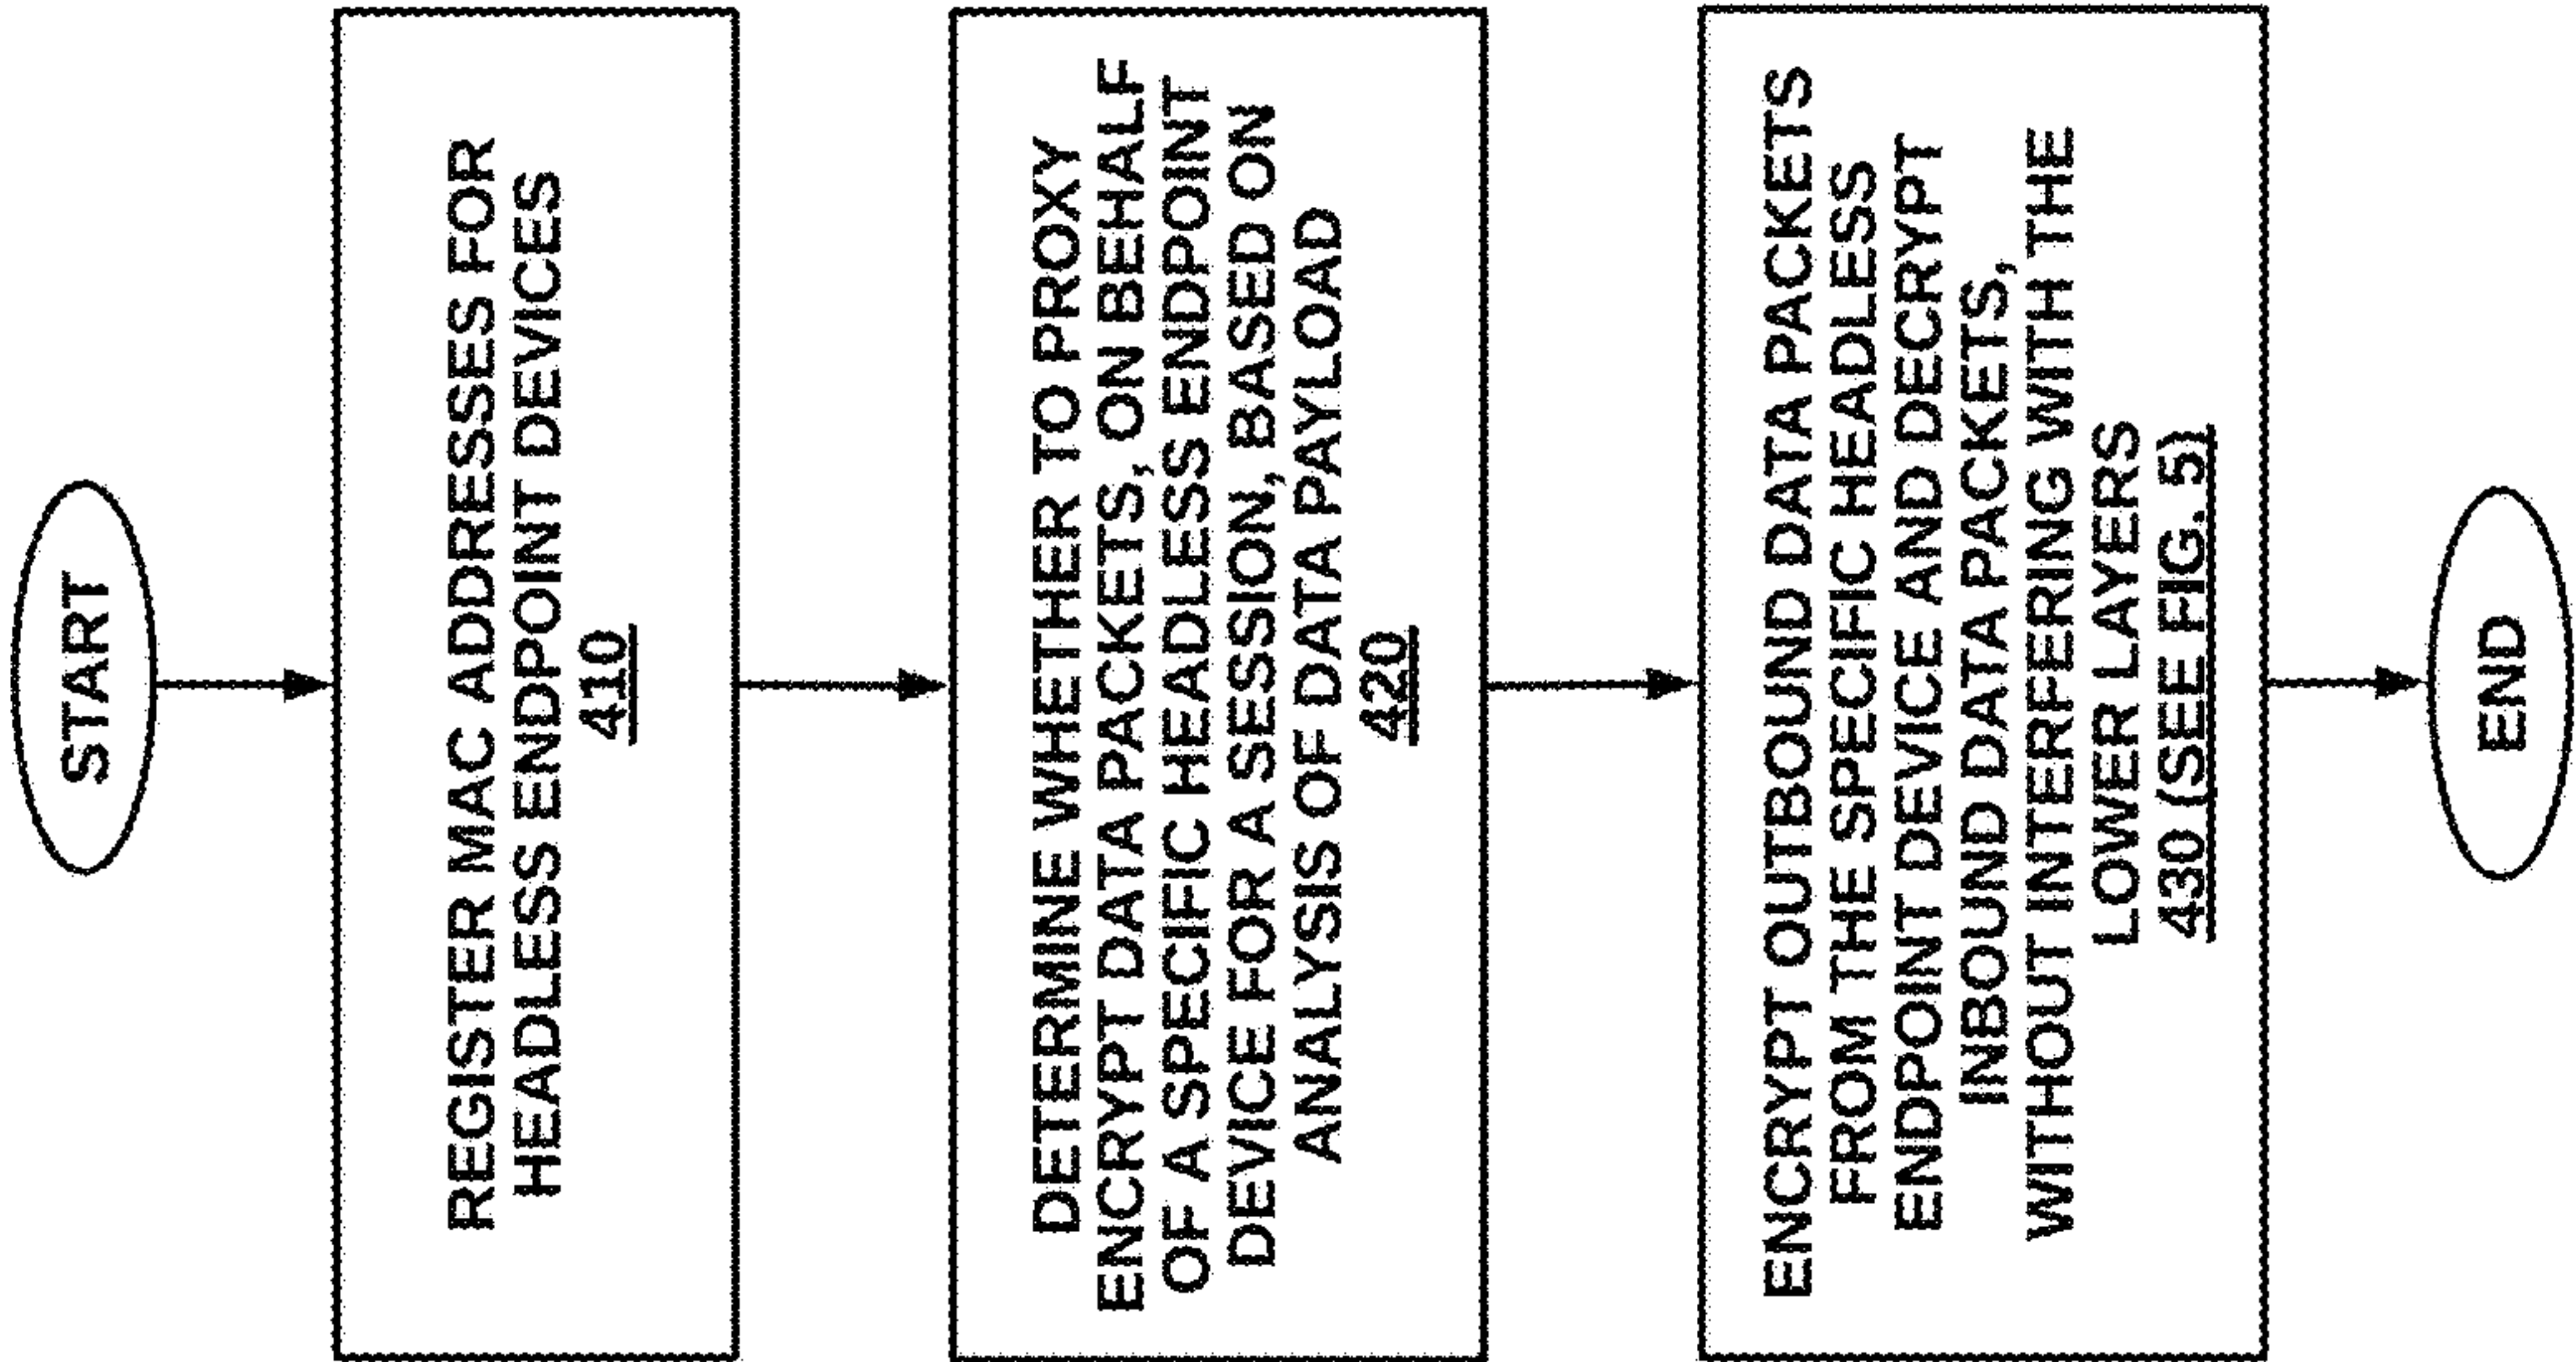 START
REGISTER MAC ADDRESSES FOR
HEADLESS ENDPOINT DEVICES
410
DETERMINE WHETHER TO PROXY
ENCRYPT DATA PACKETS, ON BEHALF
OF A SPECIFIC HEADLESS ENDPOINT
DEVICE FOR A SESSION, BASED ON
ANALYSIS OF DATA PAYLOAD
420
ENCRYPT OUTBOUND DATA PACKETS
FROM THE SPECIFIC HEADLESS
ENDPOINT DEVICE AND DECRYPT
INBOUND DATA PACKETS,
WITHOUT INTERFERING WITH THE
LOWER LAYERS
430 (SEE FIG. 5)
END